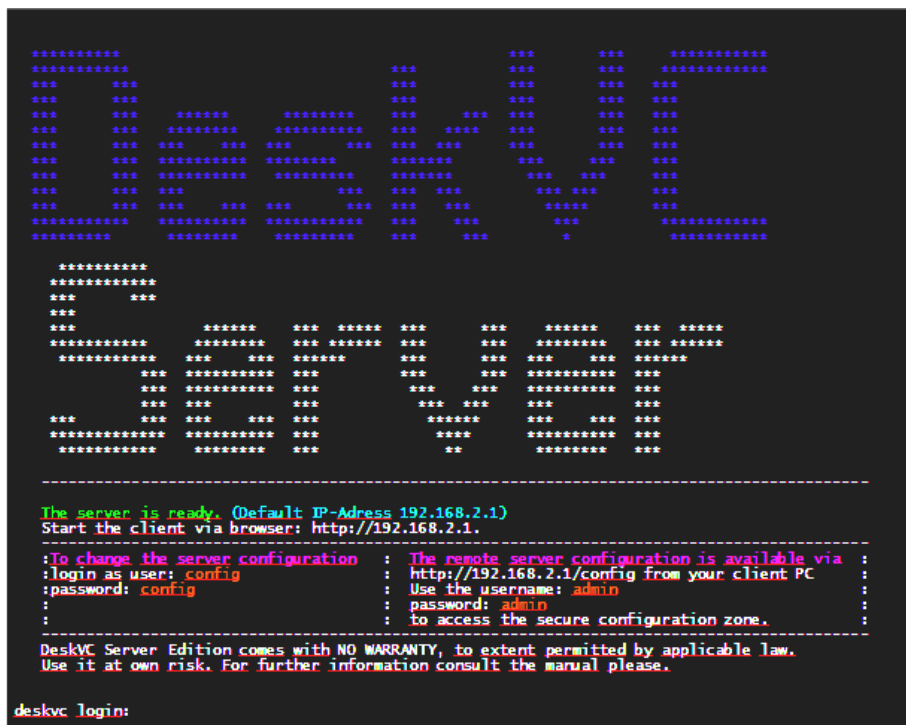 DeskVC
Server
The server is ready. (Default IP-Adress 192.168.2.1)
Start the client via browser: http://192.168.2.1.
:To change the server configuration : The remote server configuration is available via :
:login as user: config : http://192.168.2.1/config from your client PC :
:password: config : Use the username: admin :
: : password: admin :
: : to access the secure configuration zone. :
DeskVC Server Edition comes with NO WARRANTY, to extent permitted by applicable law.
Use it at own risk. For further information consult the manual please.
deskvc login: